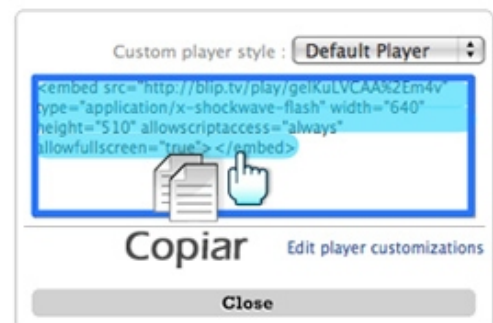 Custom player style : Default Player
<embed src="http://blip.tv/play/gelKuLVCAA%2Em4v"
type="application/x-shockwave-flash" width="640"
height="510" allowscriptaccess="always"
allowfullscreen="true"></embed>
Copiar
Edit player customizations
Close